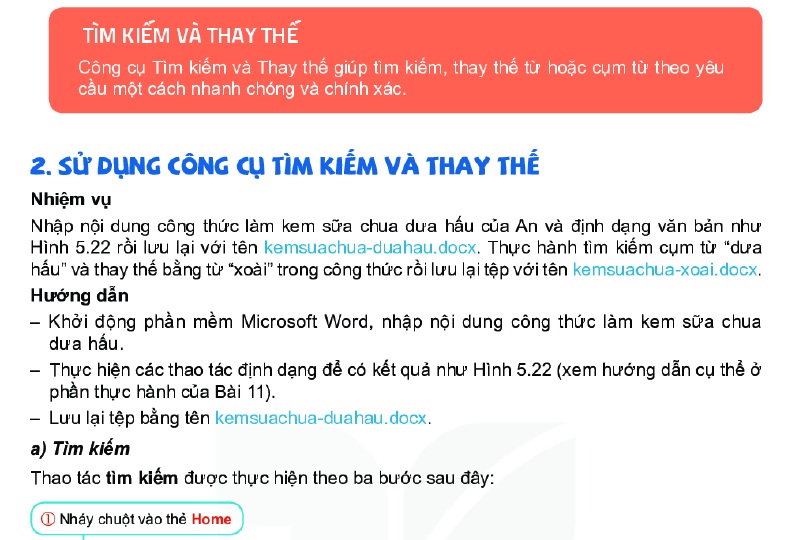 TÌM KIẾM VÀ THAY THẾ
Công cụ Tìm kiếm và Thay thế giúp tìm kiếm, thay thế từ hoặc cụm từ theo yêu
cầu một cách nhanh chóng và chính xác.
2. SỬ DỤNG CÔNG CỤ TÌM KIẾM VÀ THAY THẾ
Nhiệm vụ
Nhập nội dung công thức làm kem sữa chua dưa hấu của An và định dạng văn bản như
Hình 5.22 rồi lưu lại với tên kemsuachua-duahau.docx. Thực hành tìm kiếm cụm từ “dưa
hấu” và thay thế bằng từ “xoài” trong công thức rồi lưu lại tệp với tên kemsuachua-xoai.docx.
Hướng dẫn
– Khởi động phần mềm Microsoft Word, nhập nội dung công thức làm kem sữa chua
dưa hấu.
– Thực hiện các thao tác định dạng để có kết quả như Hình 5.22 (xem hướng dẫn cụ thể ở
phần thực hành của Bài 11).
– Lưu lại tệp bằng tên kemsuachua-duahau.docx.
a) Tìm kiếm
Thao tác tìm kiếm được thực hiện theo ba bước sau đây:
① Nháy chuột vào thẻ Home